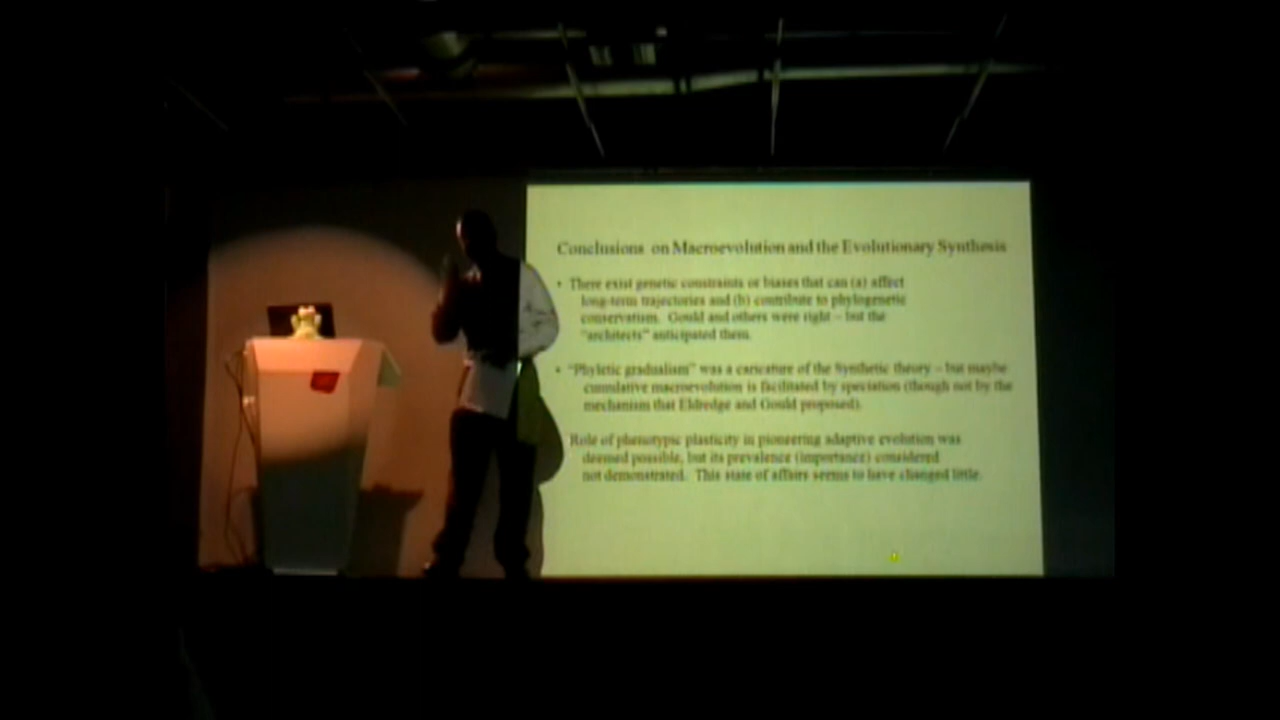 Conclusions on Macroevolution and the Evolutionary Synthesis
• There exist genetic constraints or biases that can (a) affect
long-term trajectories and (b) contribute to phylogenetic
conservatism. Gould and others were right – but the
"architects" anticipated them.
• "Phyletic gradualism" was a caricature of the Synthetic theory – but maybe
cumulative macroevolution is facilitated by speciation (though not by the
mechanism that Eldredge and Gould proposed).
Role of phenotypic plasticity in pioneering adaptive evolution was
deemed possible, but its prevalence (importance) considered
not demonstrated. This state of affairs seems to have changed little.